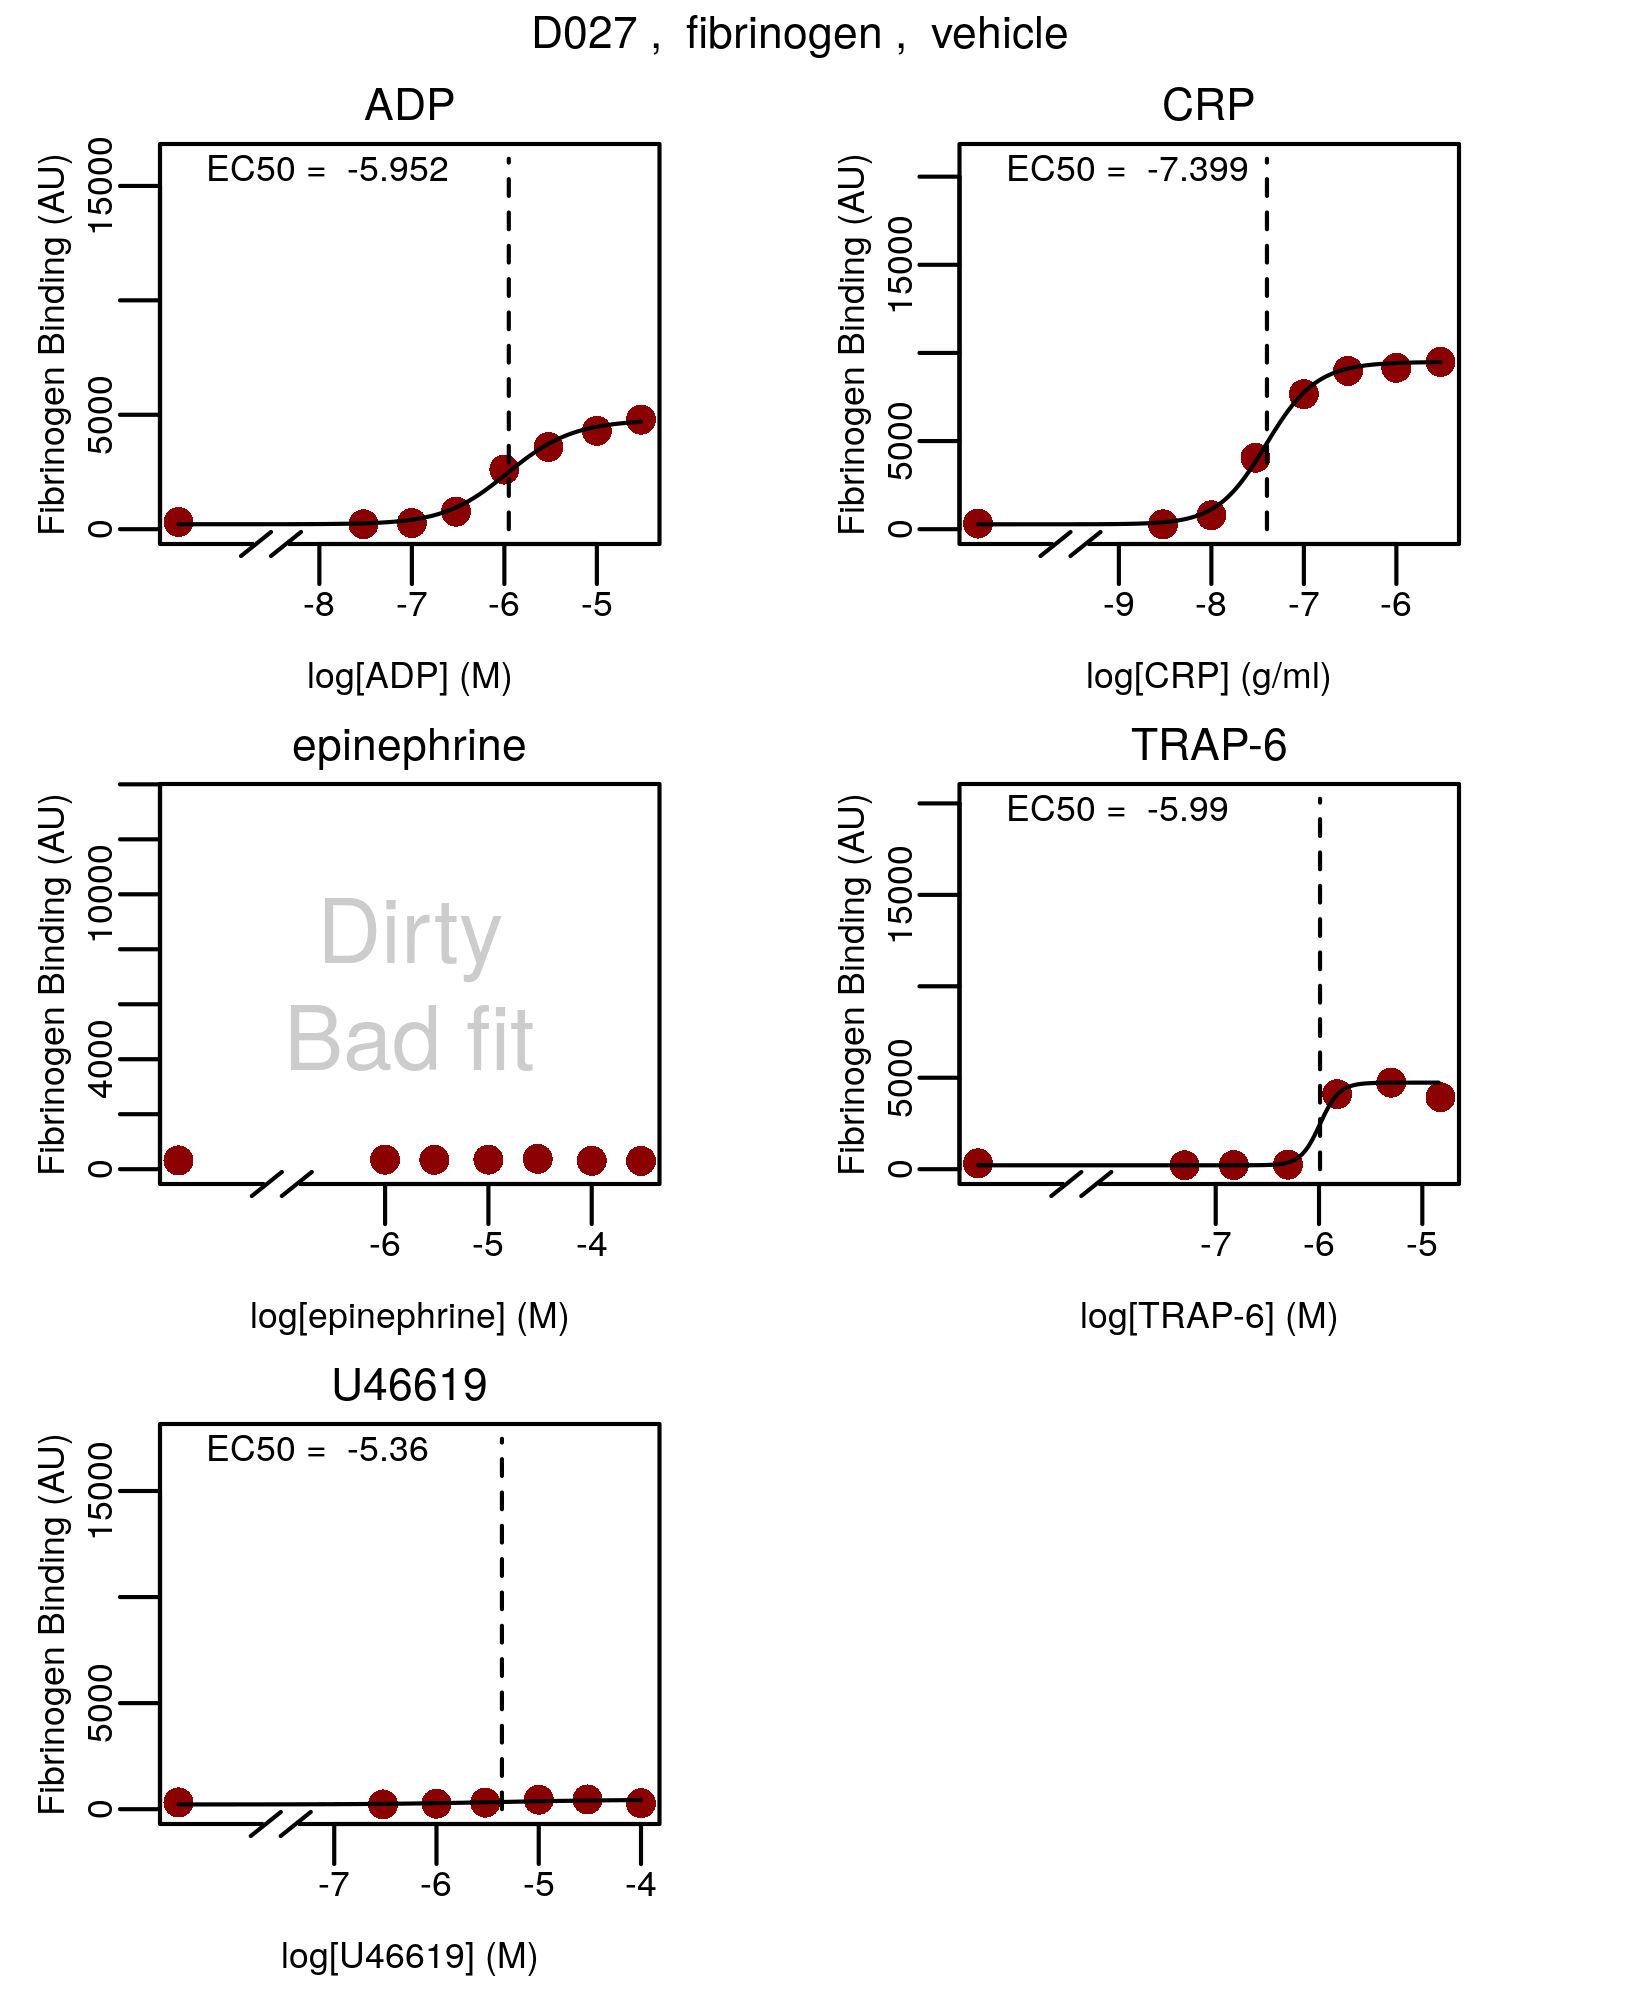 D027 ,  fibrinogen ,  vehicle
ADP
EC50 =  -5.952
Fibrinogen Binding (AU)
0
5000
15000
-8 -7 -6 -5
log[ADP] (M)
CRP
EC50 =  -7.399
Fibrinogen Binding (AU)
0
5000
15000
-9 -8 -7 -6
log[CRP] (g/ml)
epinephrine
Dirty
Bad fit
Fibrinogen Binding (AU)
0
4000
10000
-6 -5 -4
log[epinephrine] (M)
TRAP-6
EC50 =  -5.99
Fibrinogen Binding (AU)
0
5000
15000
-7 -6 -5
log[TRAP-6] (M)
U46619
EC50 =  -5.36
Fibrinogen Binding (AU)
0
5000
15000
-7 -6 -5 -4
log[U46619] (M)